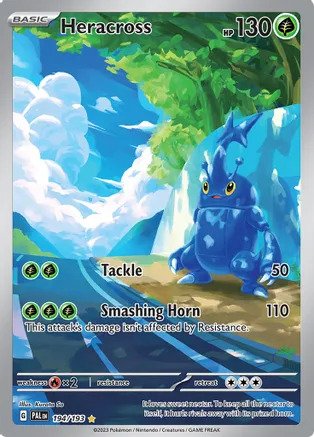 BASIC
Heracross
HP 130
Tackle 50
Smashing Horn 110
This attack's damage isn't affected by Resistance.
weakness ×2 resistance retreat
Illus. Kurata So
G PAL EN 194/193
It loves sweet nectar. To keep all the nectar to
itself, it hurls rivals away with its prized horn.
©2023 Pokémon / Nintendo / Creatures / GAME FREAK